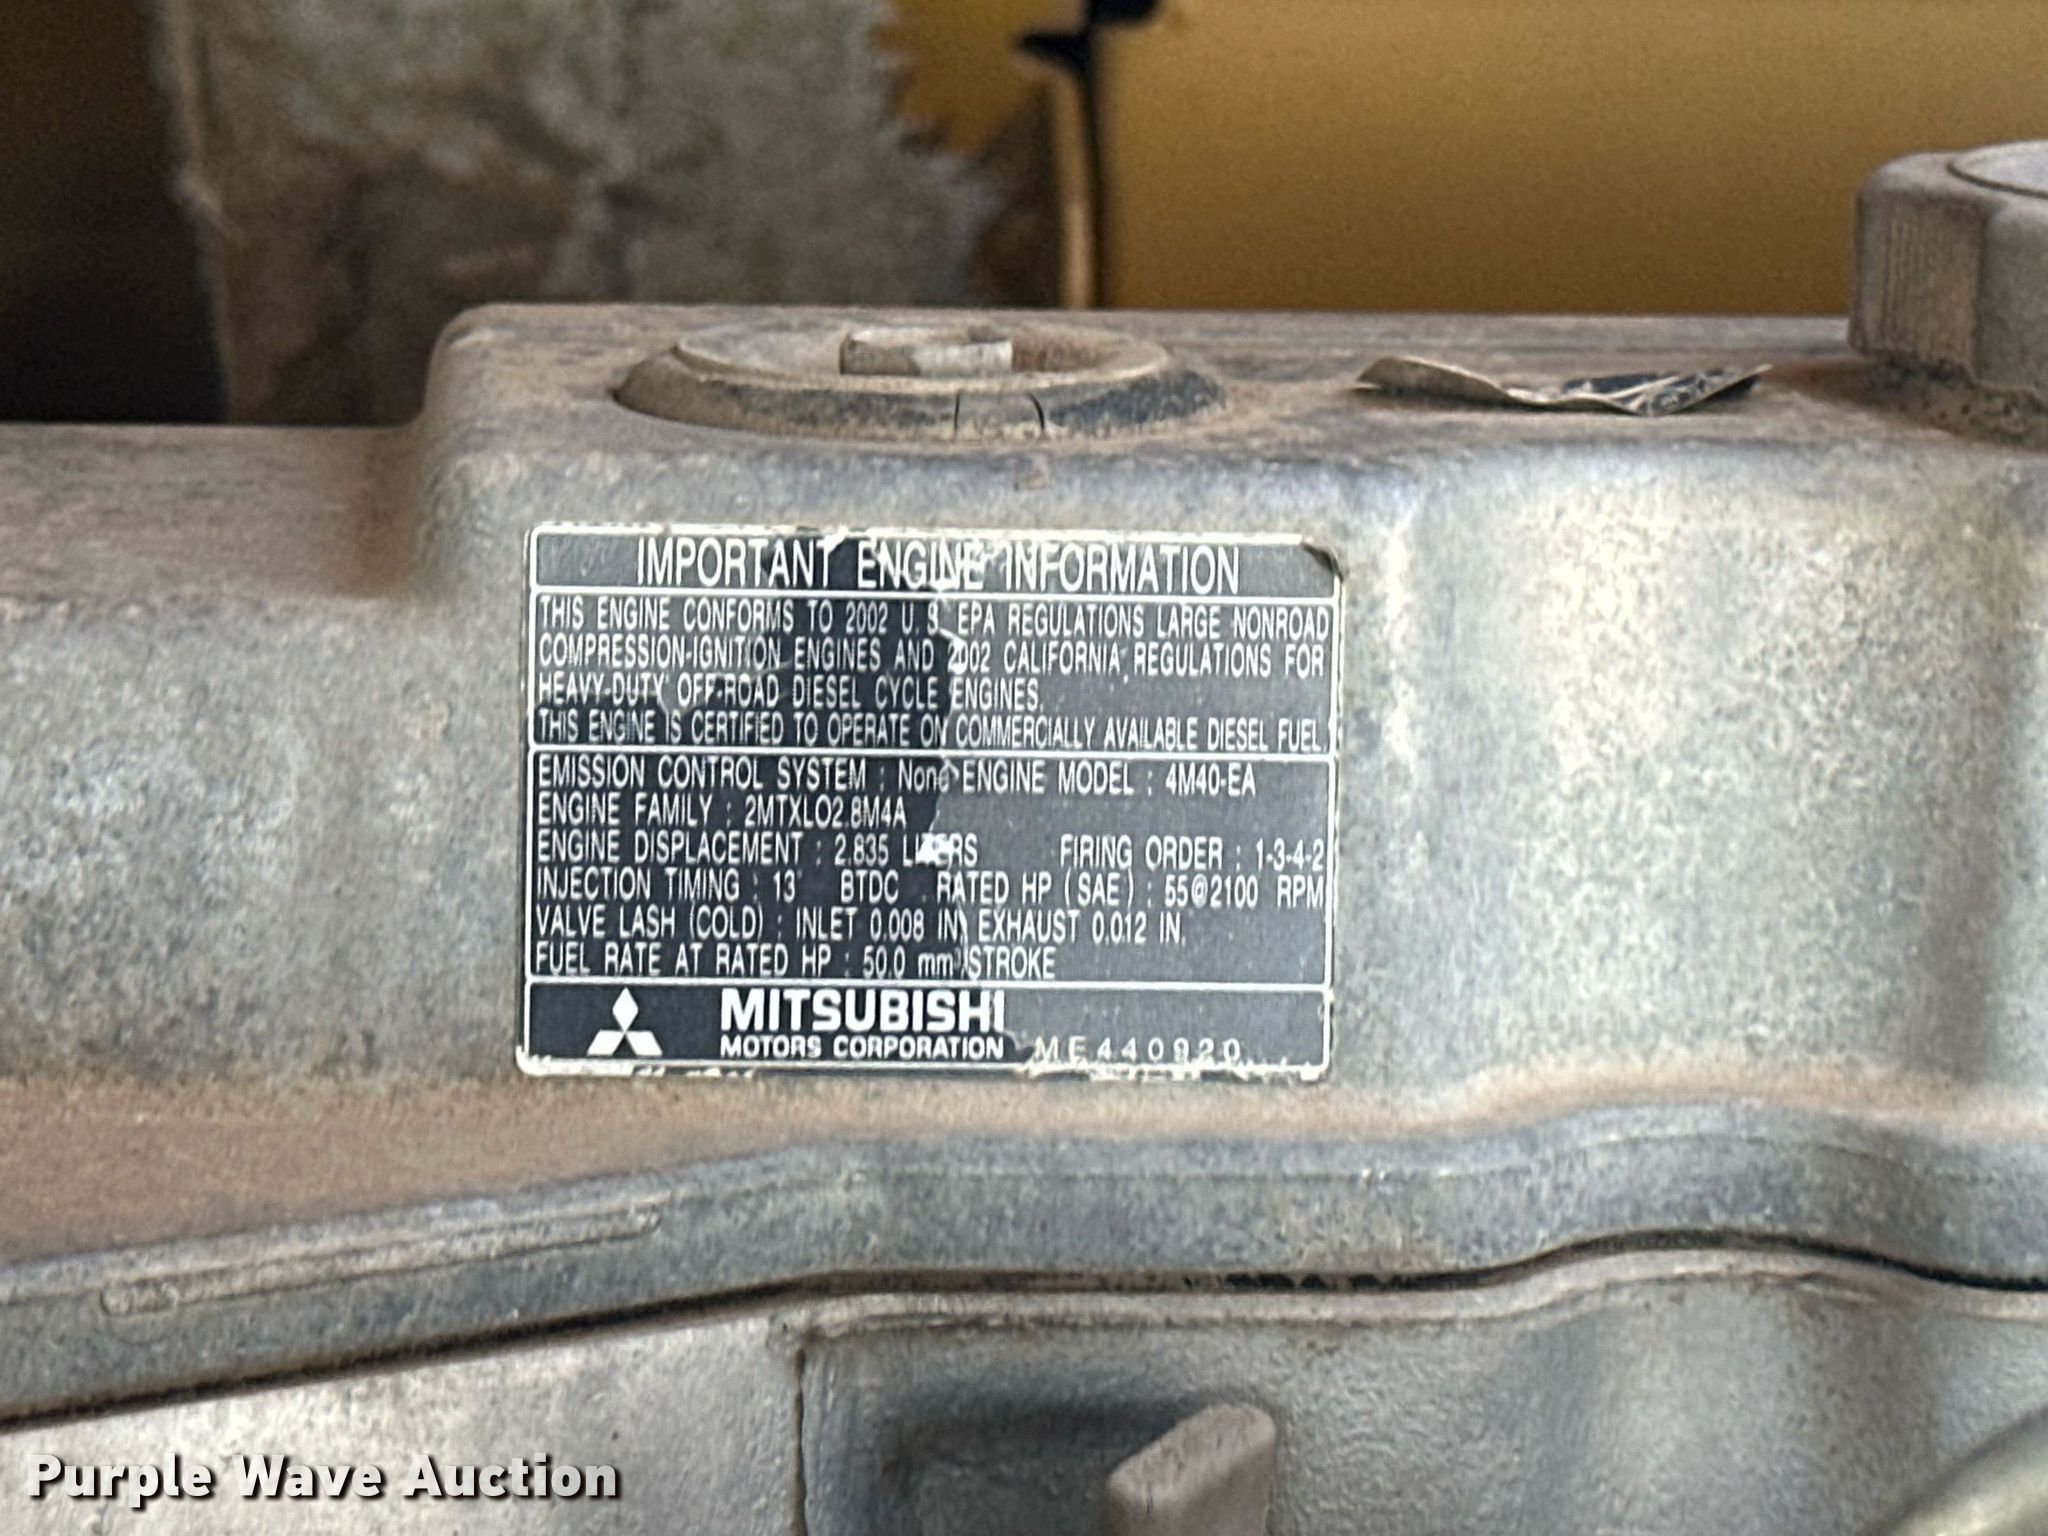 IMPORTANT ENGINE INFORMATION
THIS ENGINE CONFORMS TO 2002 U.S. EPA REGULATIONS LARGE NONROAD
COMPRESSION-IGNITION ENGINES AND 2002 CALIFORNIA REGULATIONS FOR
HEAVY-DUTY OFF-ROAD DIESEL CYCLE ENGINES.
THIS ENGINE IS CERTIFIED TO OPERATE ON COMMERCIALLY AVAILABLE DIESEL FUEL
EMISSION CONTROL SYSTEM : None ENGINE MODEL : 4M40-EA
ENGINE FAMILY : 2MTXL02.8M4A
ENGINE DISPLACEMENT : 2.835 LITERS FIRING ORDER : 1-3-4-2
INJECTION TIMING : 13° BTDC RATED HP (SAE) : 55@2100 RPM
VALVE LASH (COLD) : INLET 0.008 IN, EXHAUST 0.012 IN.
FUEL RATE AT RATED HP : 50.0 mm³/STROKE
MITSUBISHI
MOTORS CORPORATION ME440920
Purple Wave Auction